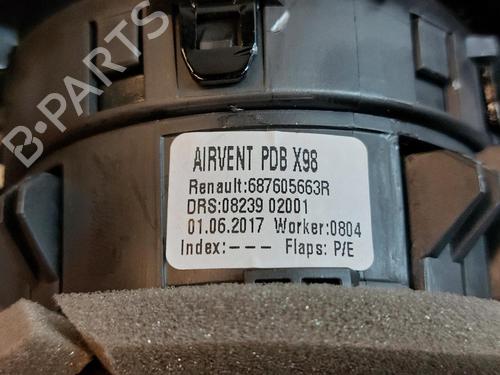 B-PARTS
AIRVENT PDB X98
Renault:687605663R
DRS:08239 02001
01.06.2017 Worker:0804
Index:--- Flaps: P/E